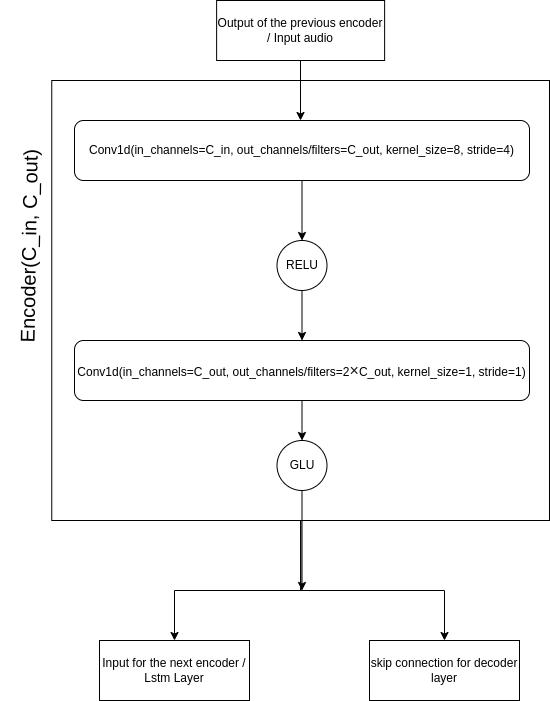 Output of the previous encoder
/ Input audio
Encoder(C_in, C_out)
Conv1d(in_channels=C_in, out_channels/filters=C_out, kernel_size=8, stride=4)
RELU
Conv1d(in_channels=C_out, out_channels/filters=2×C_out, kernel_size=1, stride=1)
GLU
Input for the next encoder /
Lstm Layer
skip connection for decoder
layer